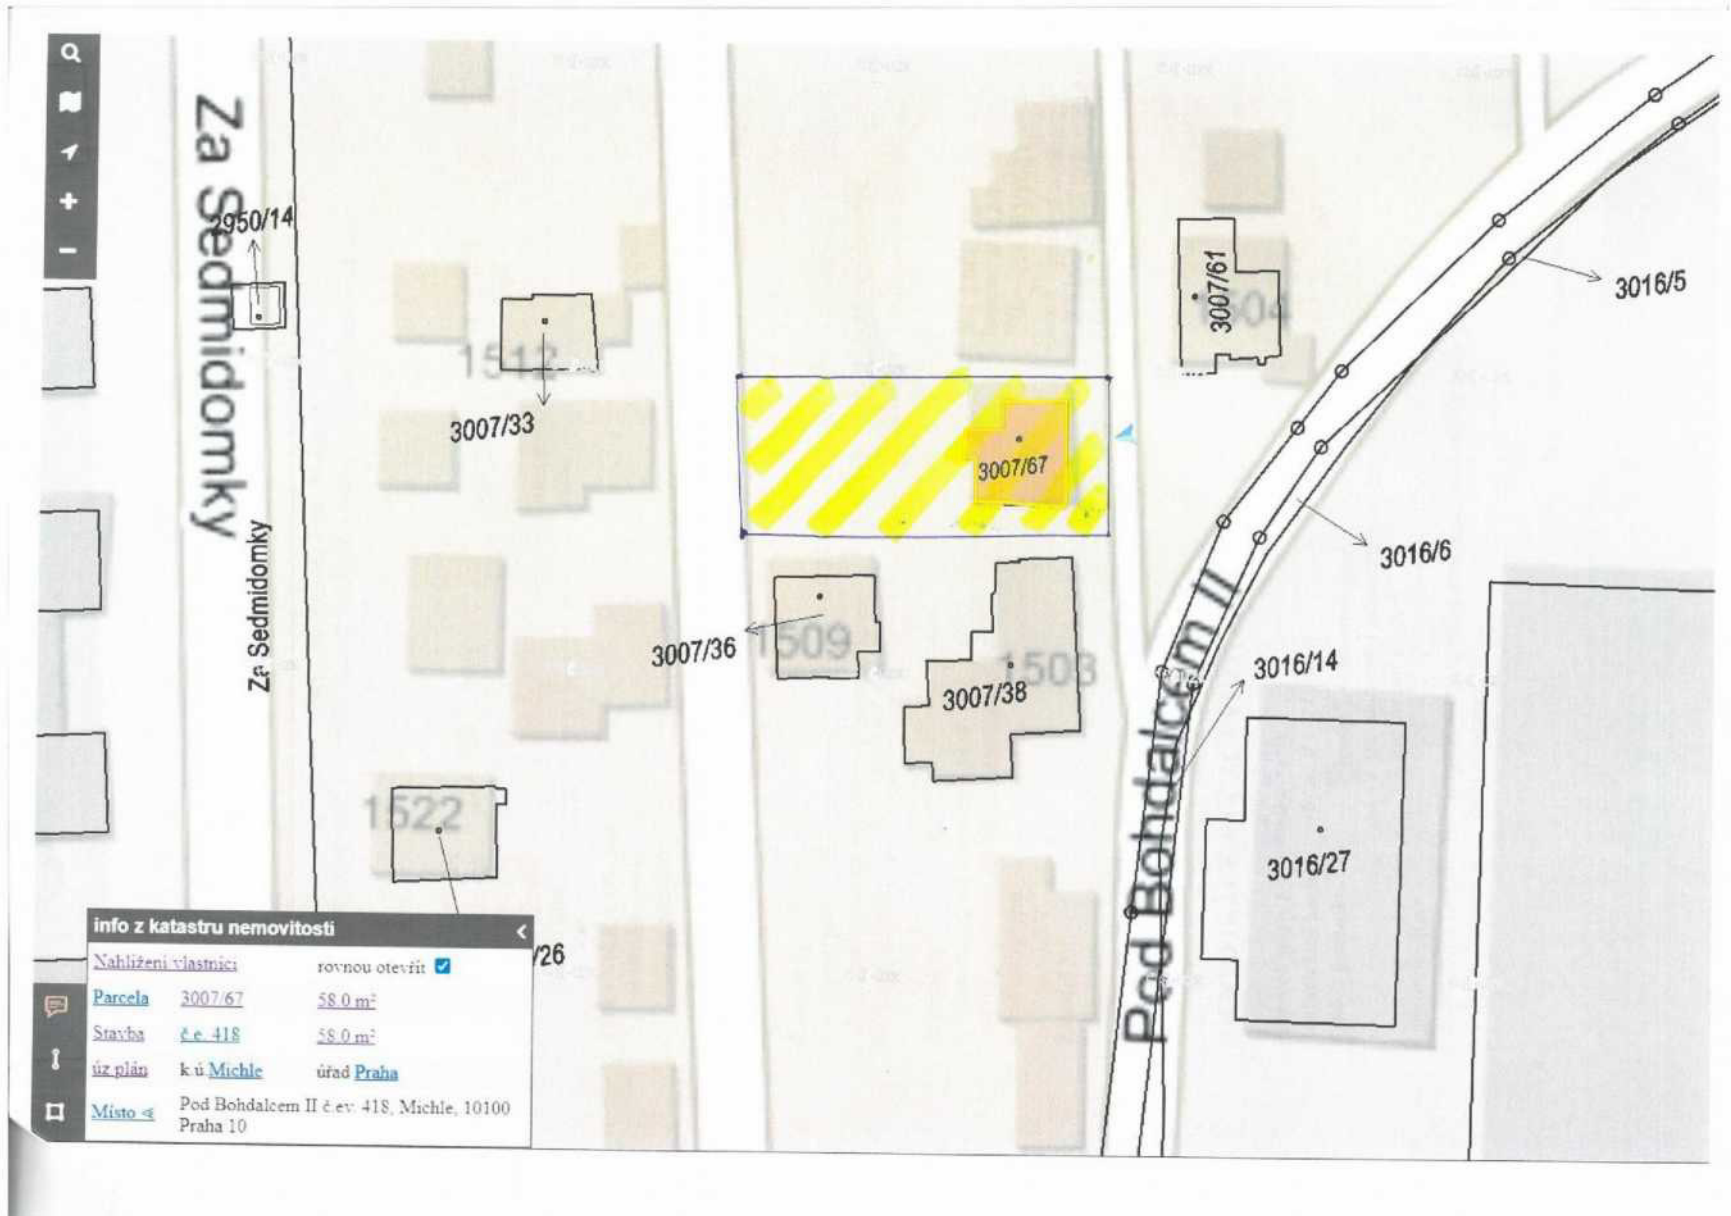 Za Sedmidomky
2950/14
1512
3007/33
3007/61
1504
3016/5
3007/67
3016/6
Za Sedmidomky
3007/36
1509
1503
3007/38
3016/14
Pod Bohdalcem II
1522
3016/27
/26
info z katastru nemovitostí
Nahlížení vlastníci rovnou otevřít
Parcela 3007/67 58.0 m²
Stavba č.e. 418 58.0 m²
úz plán k.ú.Michle úřad Praha
Místo
Pod Bohdalcem II č.ev. 418, Michle, 10100
Praha 10